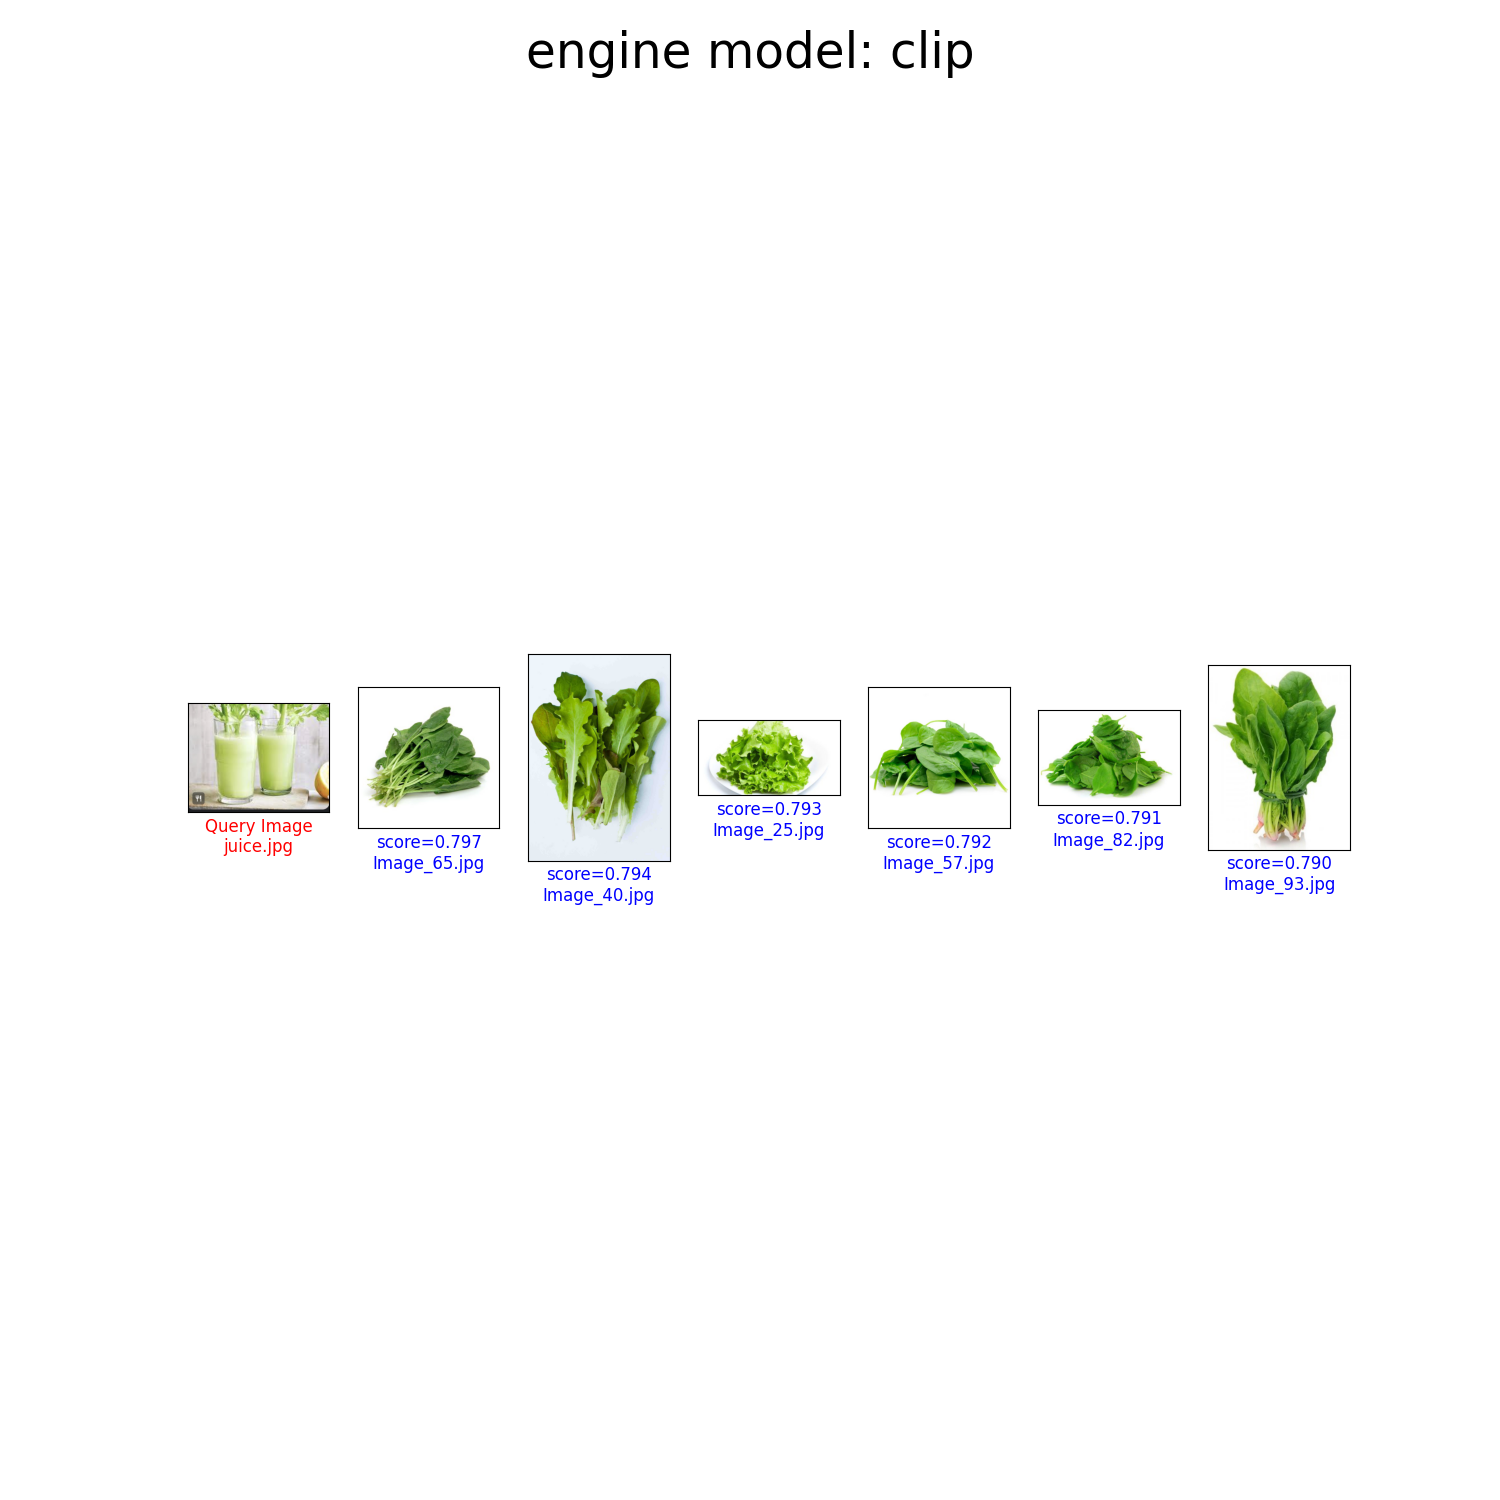 engine model: clip
Query Image
juice.jpg
score=0.797
Image_65.jpg
score=0.794
Image_40.jpg
score=0.793
Image_25.jpg
score=0.792
Image_57.jpg
score=0.791
Image_82.jpg
score=0.790
Image_93.jpg